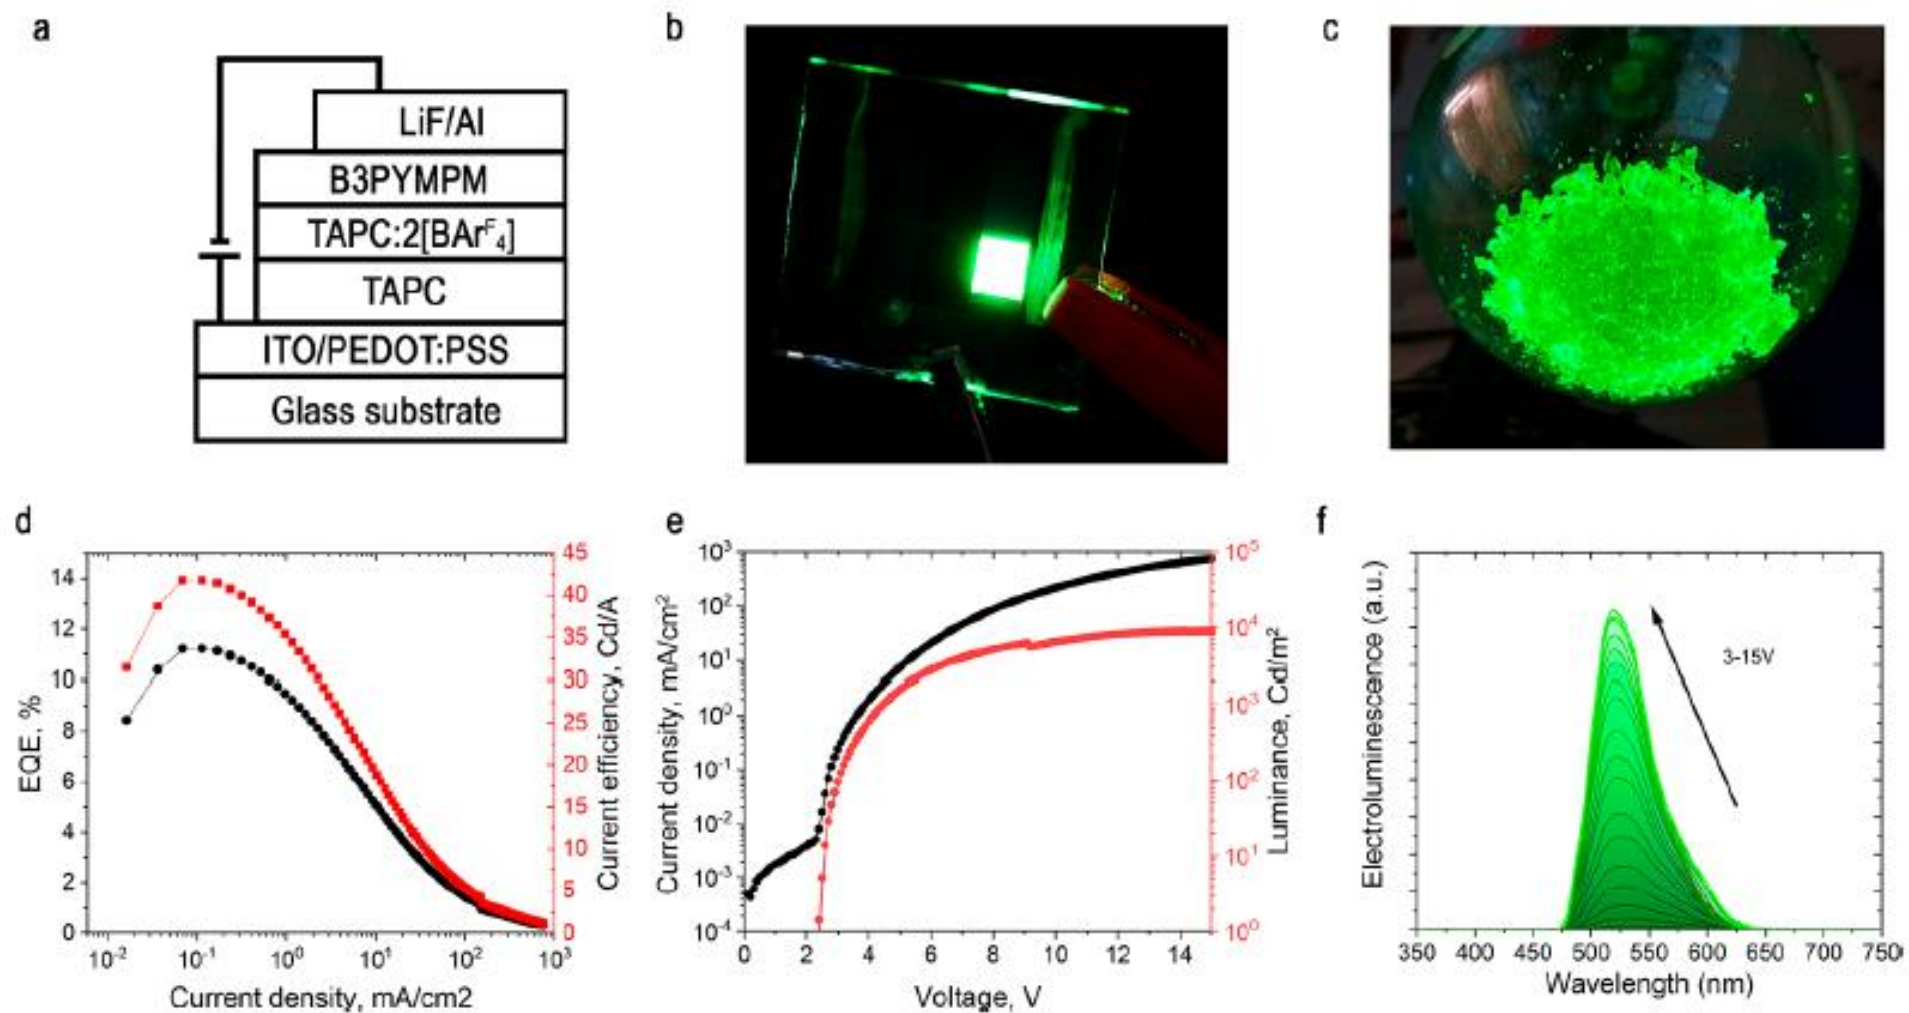 a
LiF/Al
B3PYMPM
TAPC:2[BArF4]
TAPC
ITO/PEDOT:PSS
Glass substrate
b
c
d
EQE, %
14
12
10
8
6
4
2
0
45
40
35
30
25
20
15
10
5
0
Current efficiency, Cd/A
10-2
10-1
100
101
102
103
Current density, mA/cm2
e
Current density, mA/cm2
103
102
101
100
10-1
10-2
10-3
10-4
105
104
103
102
101
100
Luminance, Cd/m2
0 2 4 6 8 10 12 14
Voltage, V
f
Electroluminescence (a.u.)
3-15V
350 400 450 500 550 600 650 700 750
Wavelength (nm)